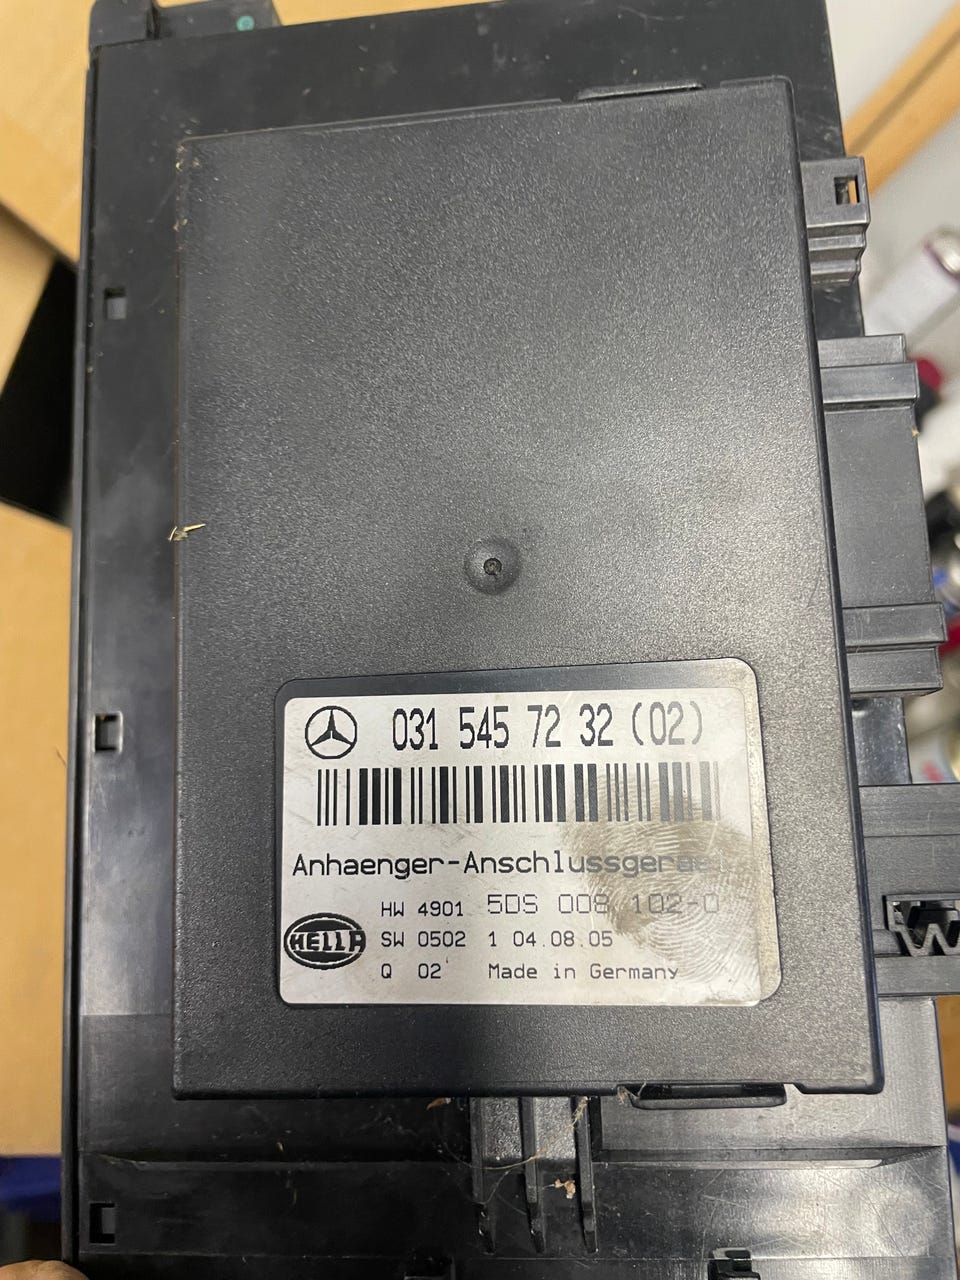 031 545 72 32 (02)
Anhaenger-Anschlussgeraet
HW 4901 5DS 008 102-0
HELLA
SW 0502 1 04.08.05
Q 02 Made in Germany